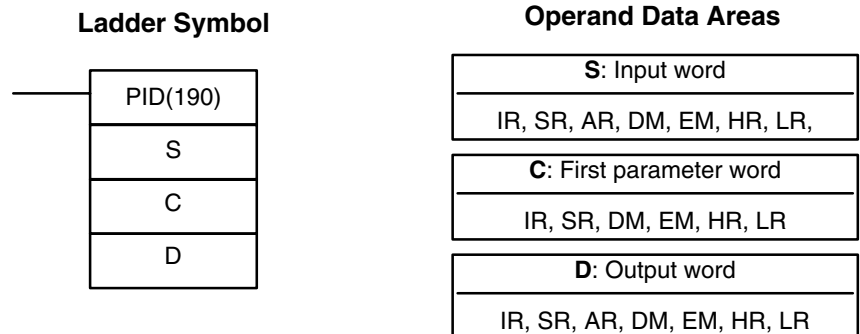 Ladder Symbol
PID(190)
S
C
D
Operand Data Areas
S: Input word
IR, SR, AR, DM, EM, HR, LR,
C: First parameter word
IR, SR, DM, EM, HR, LR
D: Output word
IR, SR, AR, DM, EM, HR, LR